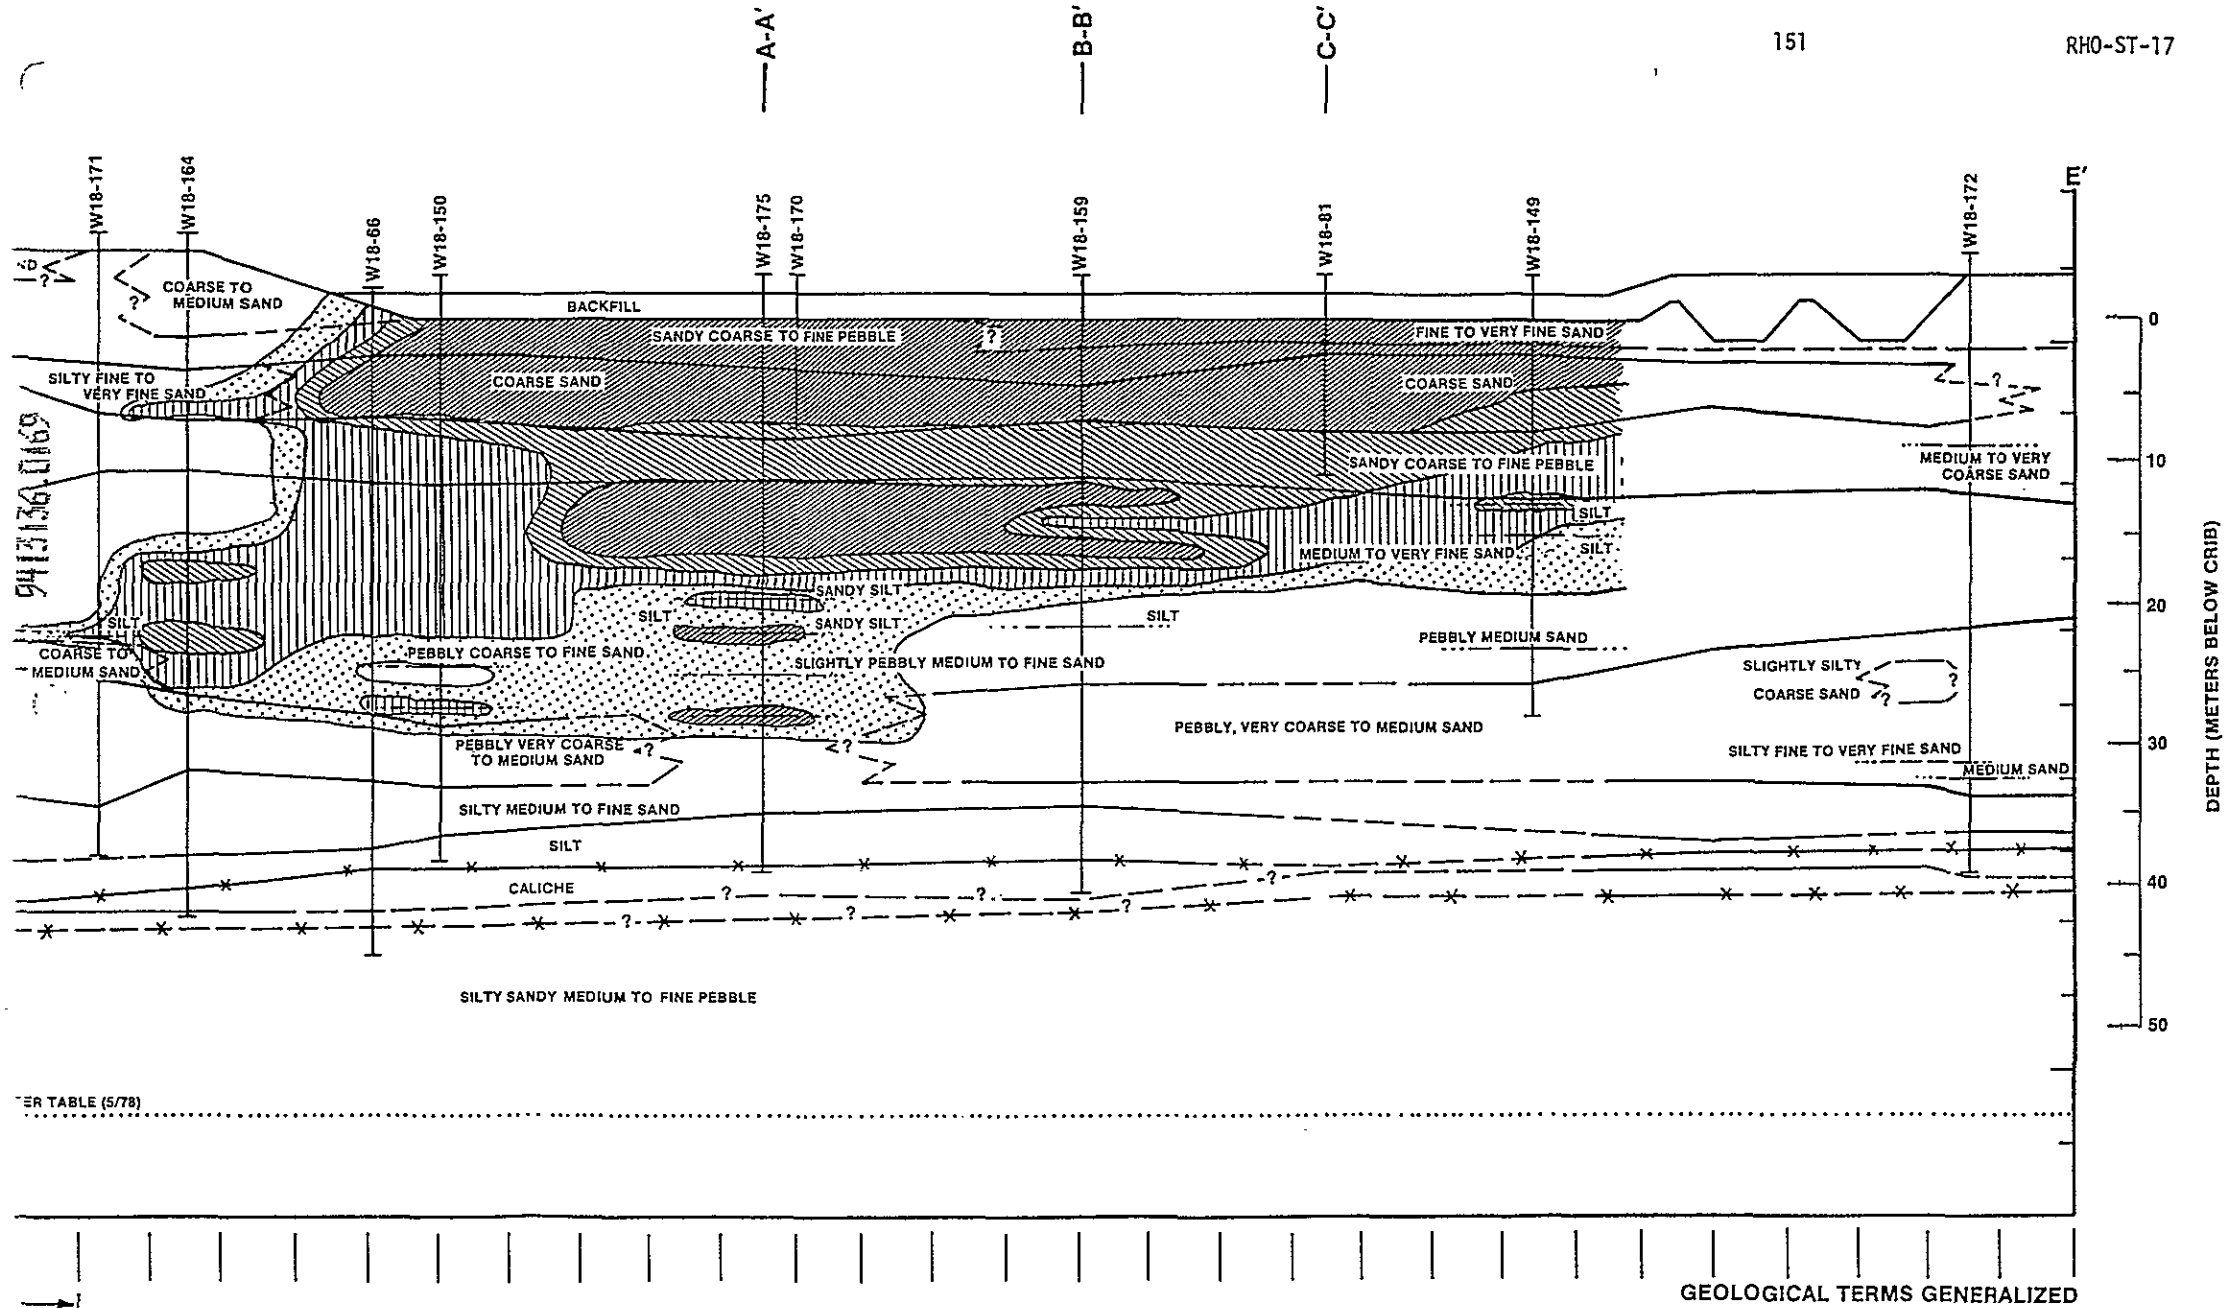 A-A'
B-B'
C-C'
151
RHO-ST-17
W18-171
W18-164
W18-66
W18-150
W18-175
W18-170
W18-159
W18-81
W18-149
W18-172
E'
?
COARSE TO
MEDIUM SAND
?
BACKFILL
SANDY COARSE TO FINE PEBBLE
?
FINE TO VERY FINE SAND
0
SILTY FINE TO
VERY FINE SAND
COARSE SAND
COARSE SAND
?
9413136.0169
SANDY COARSE TO FINE PEBBLE
MEDIUM TO VERY
COARSE SAND
10
SILT
MEDIUM TO VERY FINE SAND
SILT
DEPTH (METERS BELOW CRIB)
SANDY SILT
20
SILT
SILT
SANDY SILT
SILT
PEBBLY MEDIUM SAND
COARSE TO
MEDIUM SAND
PEBBLY COARSE TO FINE SAND
SLIGHTLY PEBBLY MEDIUM TO FINE SAND
SLIGHTLY SILTY
COARSE SAND
?
?
PEBBLY, VERY COARSE TO MEDIUM SAND
PEBBLY VERY COARSE
TO MEDIUM SAND
?
?
SILTY FINE TO VERY FINE SAND
30
MEDIUM SAND
SILTY MEDIUM TO FINE SAND
SILT
CALICHE
?
?
?
40
?
?
?
SILTY SANDY MEDIUM TO FINE PEBBLE
50
ER TABLE (5/78)
GEOLOGICAL TERMS GENERALIZED